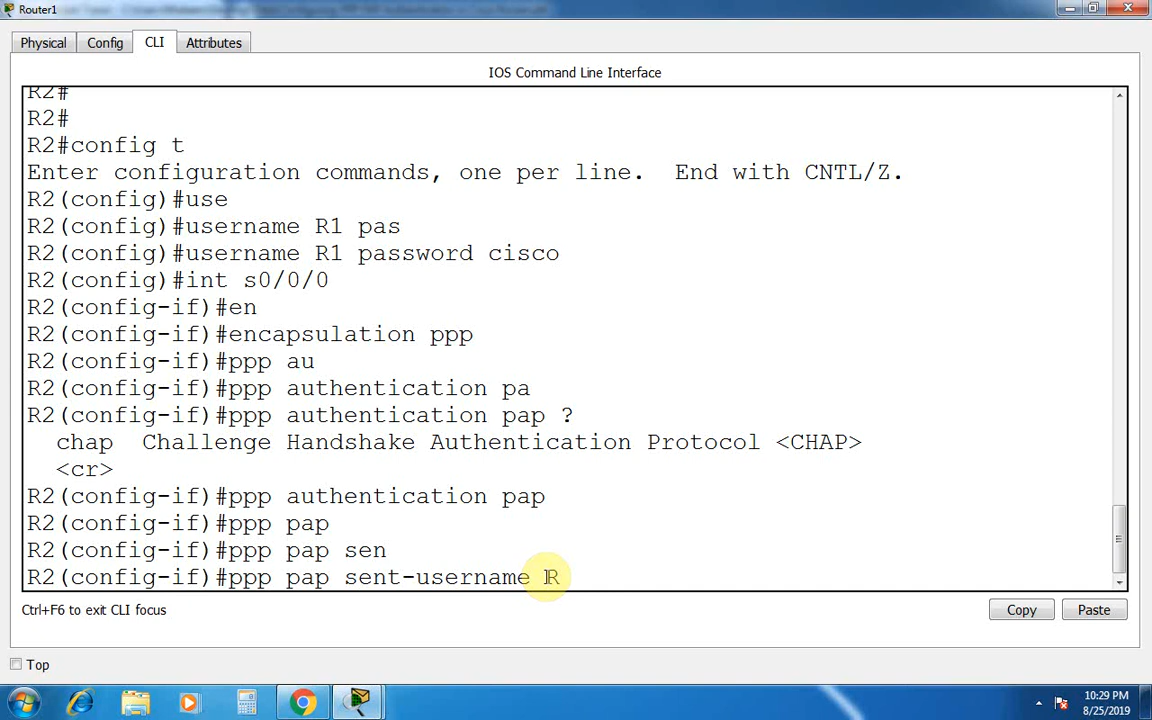 Router1
Physical Config CLI Attributes
IOS Command Line Interface
R2#
R2#
R2#config t
Enter configuration commands, one per line.  End with CNTL/Z.
R2(config)#use
R2(config)#username R1 pas
R2(config)#username R1 password cisco
R2(config)#int s0/0/0
R2(config-if)#en
R2(config-if)#encapsulation ppp
R2(config-if)#ppp au
R2(config-if)#ppp authentication pa
R2(config-if)#ppp authentication pap ?
chap  Challenge Handshake Authentication Protocol <CHAP>
<cr>
R2(config-if)#ppp authentication pap
R2(config-if)#ppp pap
R2(config-if)#ppp pap sen
R2(config-if)#ppp pap sent-username R
Ctrl+F6 to exit CLI focus
Copy Paste
Top
10:29 PM
8/25/2019